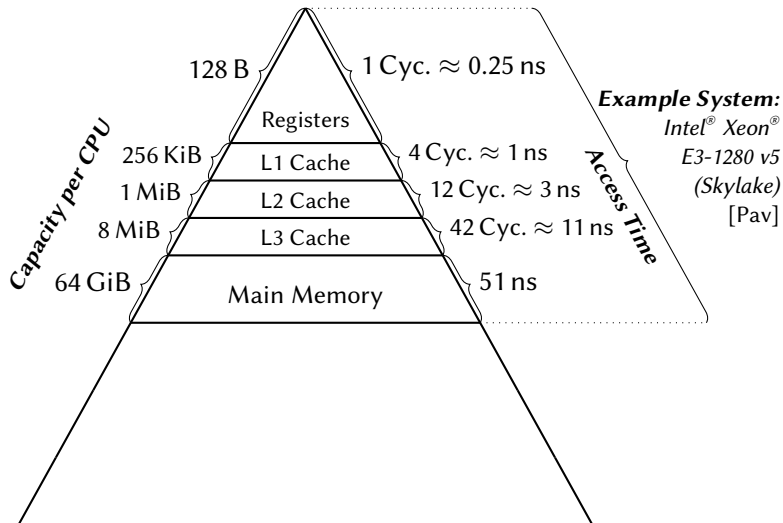 128 B
1 Cyc. ≈ 0.25 ns
Example System:
Intel® Xeon®
E3-1280 v5
(Skylake)
[Pav]
Registers
Capacity per CPU
Access Time
256 KiB
L1 Cache
4 Cyc. ≈ 1 ns
1 MiB
L2 Cache
12 Cyc. ≈ 3 ns
8 MiB
L3 Cache
42 Cyc. ≈ 11 ns
64 GiB
Main Memory
51 ns